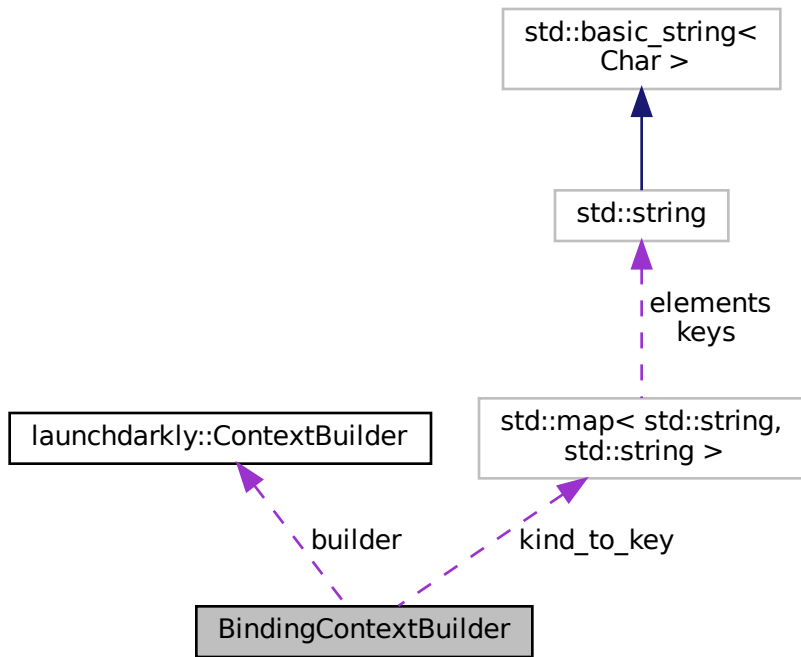 std::basic_string<
Char >
std::string
elements
keys
std::map< std::string,
std::string >
launchdarkly::ContextBuilder
builder
kind_to_key
BindingContextBuilder